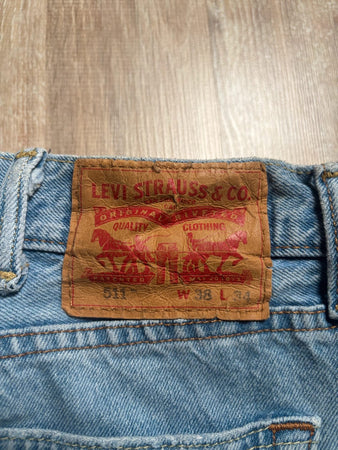 LEVI STRAUSS & CO.
ORIGINAL RIVETED
QUALITY CLOTHING
511 W 38 L 34